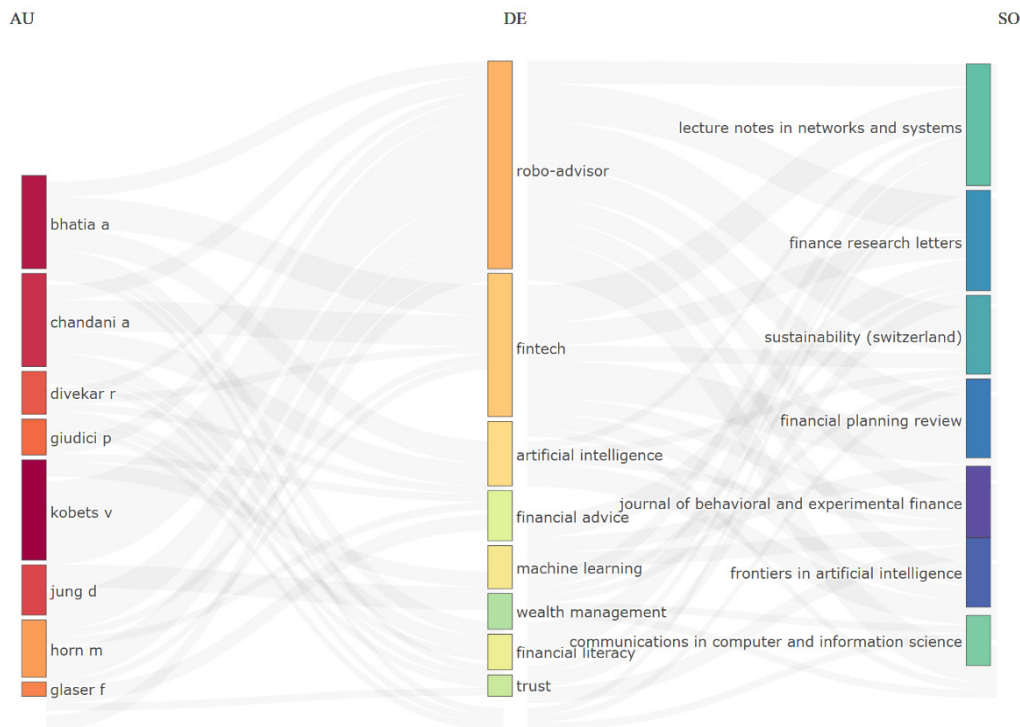 AU
DE
SO
bhatia a
chandani a
divekar r
giudici p
kobets v
jung d
horn m
glaser f
robo-advisor
fintech
artificial intelligence
financial advice
machine learning
wealth management
financial literacy
trust
lecture notes in networks and systems
finance research letters
sustainability (switzerland)
financial planning review
journal of behavioral and experimental finance
frontiers in artificial intelligence
communications in computer and information science